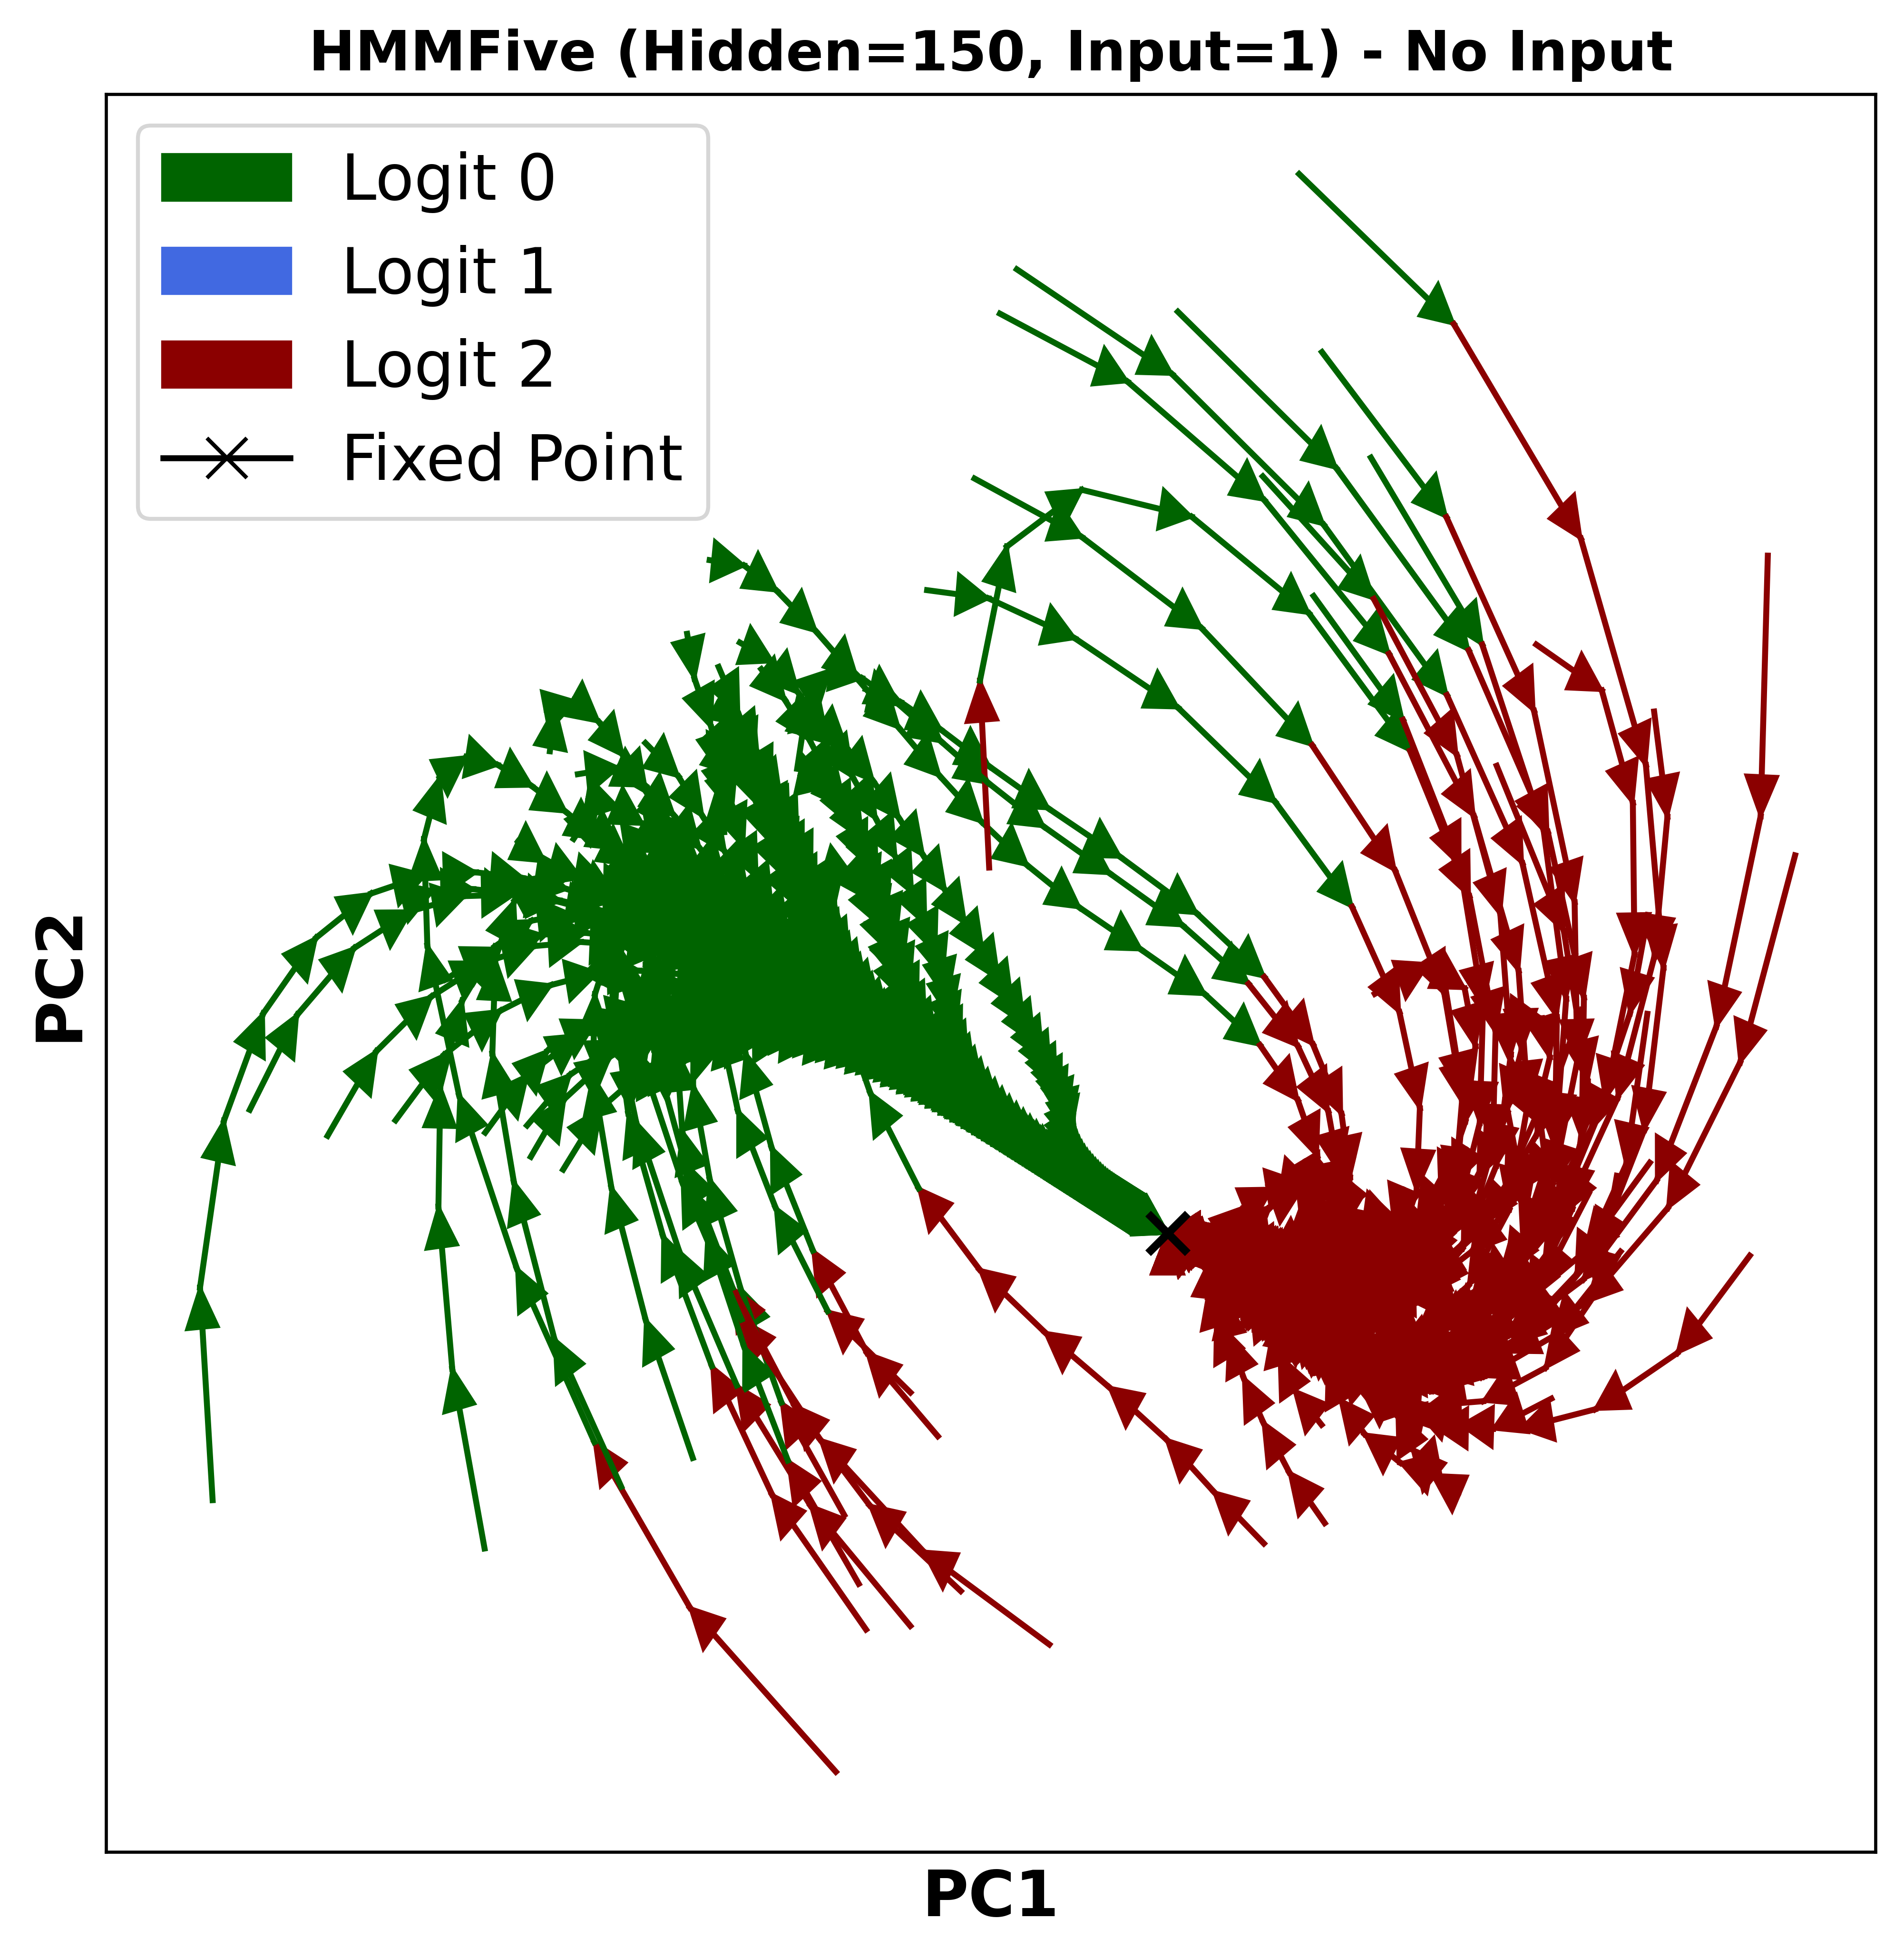 HMMFive (Hidden=150, Input=1) - No Input
Logit 0
Logit 1
Logit 2
Fixed Point
PC2
PC1